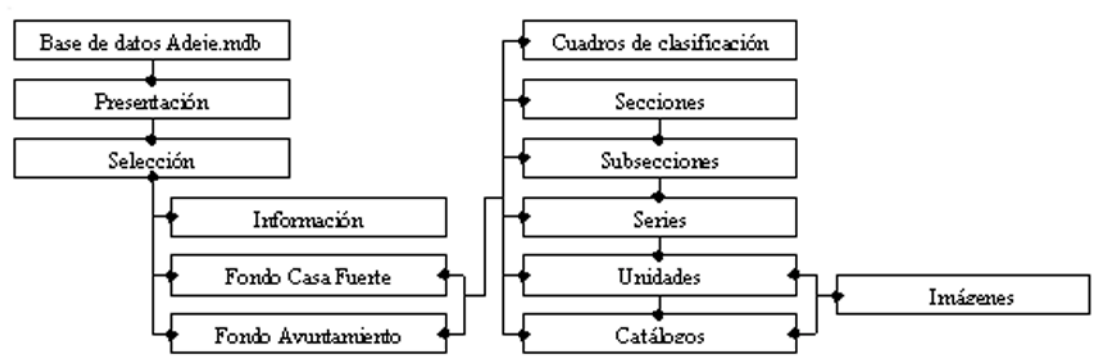 Base de datos Adeje.mdb
Presentación
Selección
Información
Fondo Casa Fuerte
Fondo Ayuntamiento
Cuadros de clasificación
Secciones
Subsecciones
Series
Unidades
Catálogos
Imágenes